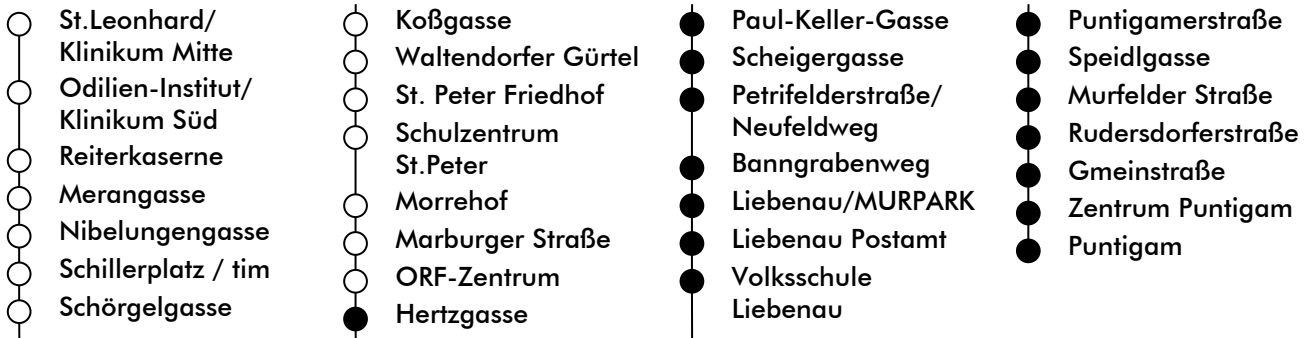 St.Leonhard/
Klinikum Mitte
Odilien-Institut/
Klinikum Süd
Reiterkaserne
Merangasse
Nibelungengasse
Schillerplatz / tim
Schörgelgasse
Koßgasse
Waltendorfer Gürtel
St. Peter Friedhof
Schulzentrum
St.Peter
Morrehof
Marburger Straße
ORF-Zentrum
Hertzgasse
Paul-Keller-Gasse
Scheigergasse
Petrifelderstraße/
Neufeldweg
Banngrabenweg
Liebenau/MURPARK
Liebenau Postamt
Volksschule
Liebenau
Puntigamerstraße
Speidlgasse
Murfelder Straße
Rudersdorferstraße
Gmeinstraße
Zentrum Puntigam
Puntigam